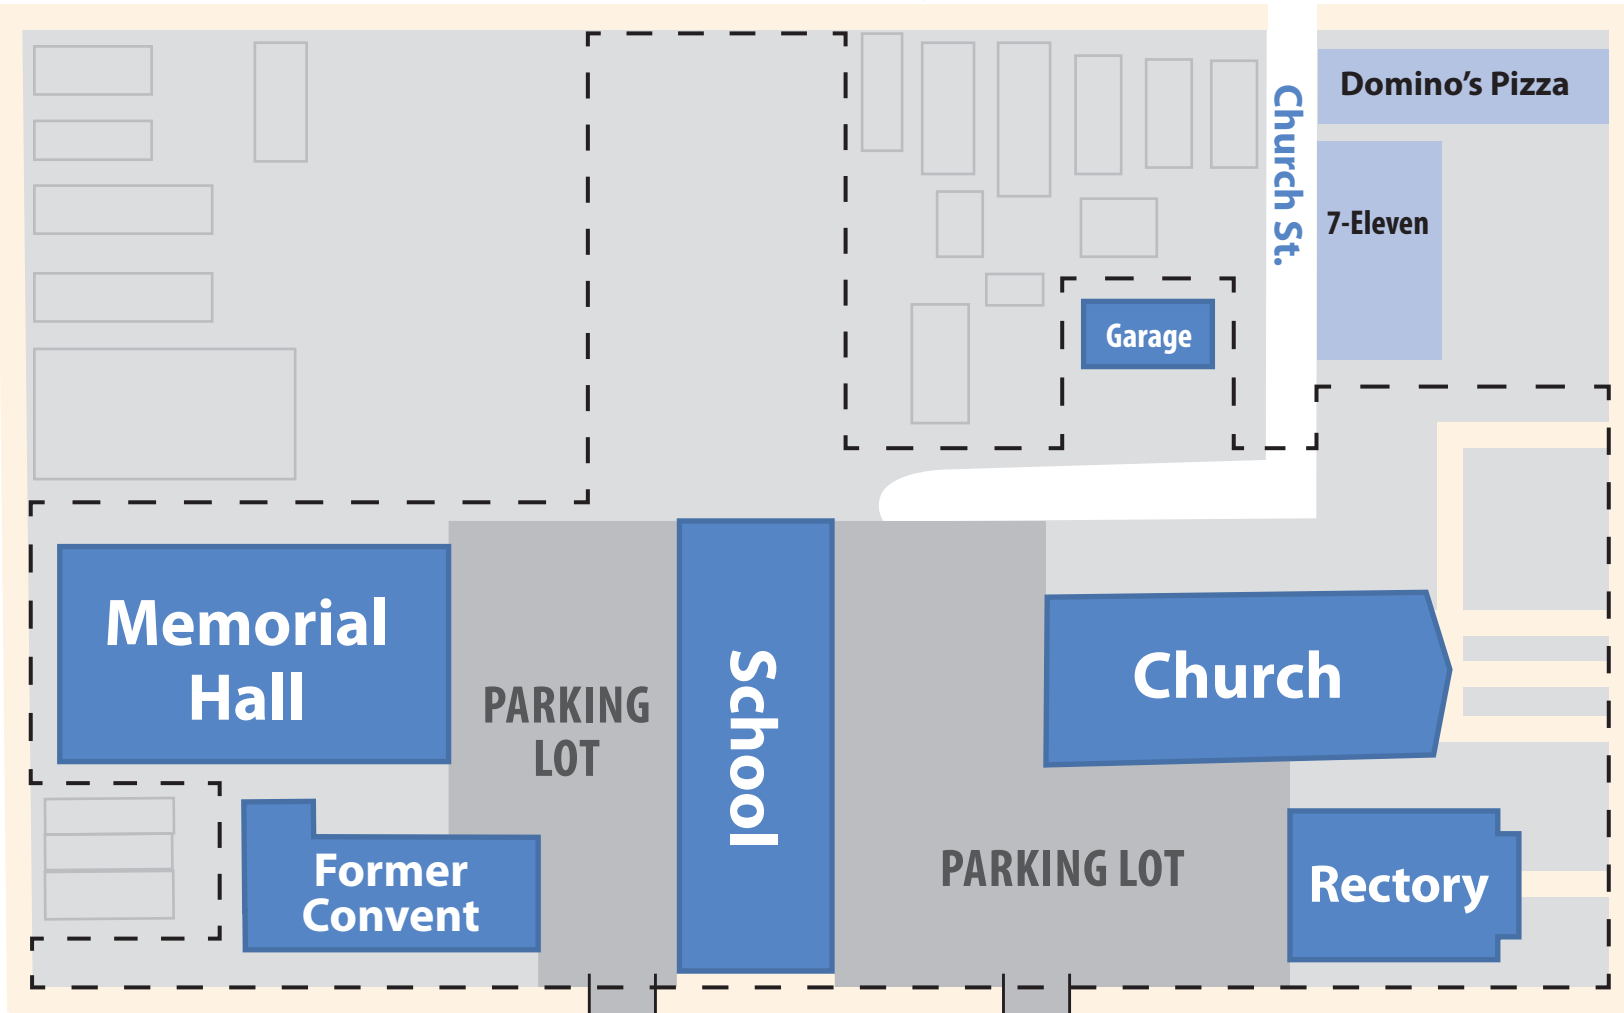 Domino's Pizza
Church St.
7-Eleven
Garage
Memorial
Hall
PARKING
LOT
School
Church
PARKING LOT
Former
Convent
Rectory